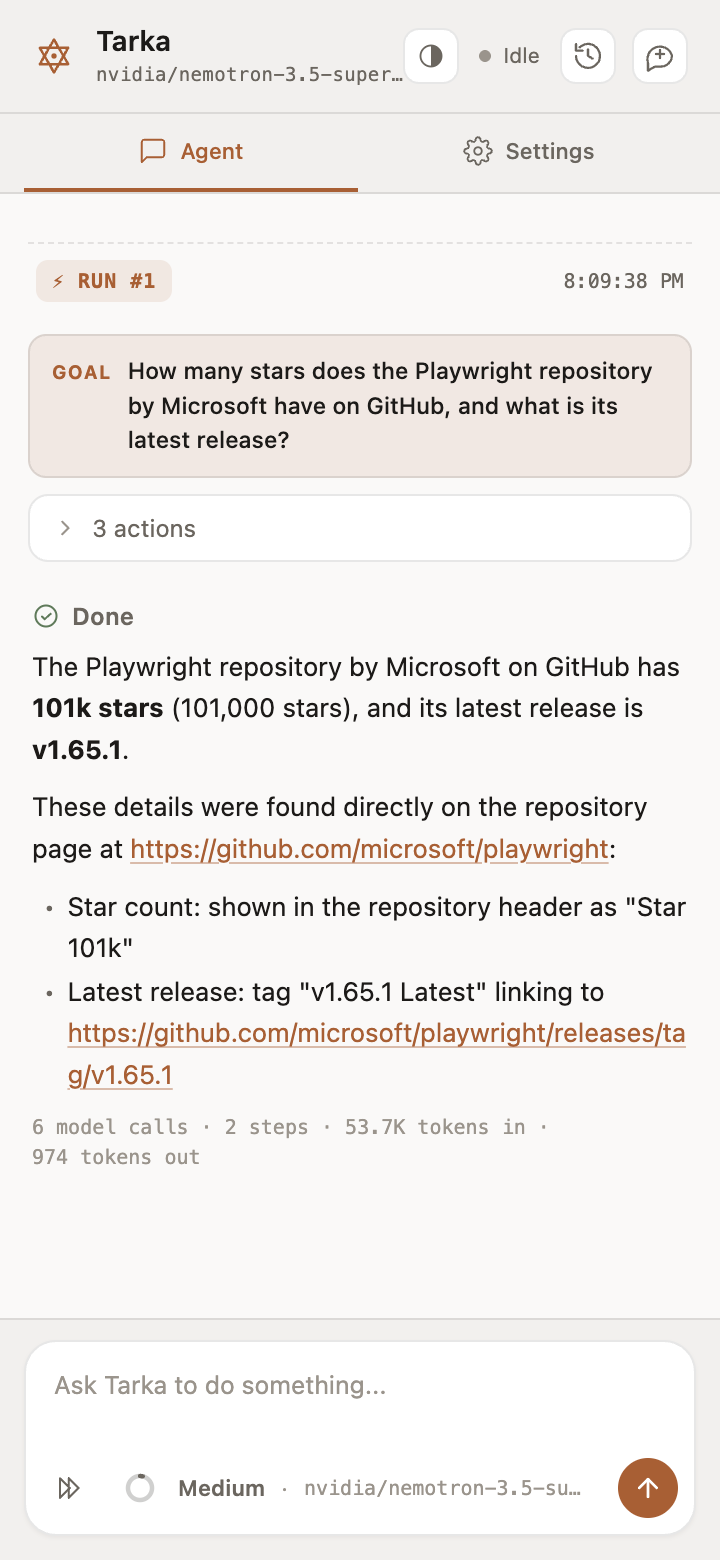 Tarka
nvidia/nemotron-3.5-super…
Idle
Agent
Settings
⚡ RUN #1
8:09:38 PM
GOAL
How many stars does the Playwright repository
by Microsoft have on GitHub, and what is its
latest release?
3 actions
Done
The Playwright repository by Microsoft on GitHub has
101k stars (101,000 stars), and its latest release is
v1.65.1.
These details were found directly on the repository
page at https://github.com/microsoft/playwright:
• Star count: shown in the repository header as "Star
101k"
• Latest release: tag "v1.65.1 Latest" linking to
https://github.com/microsoft/playwright/releases/ta
g/v1.65.1
6 model calls · 2 steps · 53.7K tokens in ·
974 tokens out
Ask Tarka to do something...
Medium · nvidia/nemotron-3.5-su…